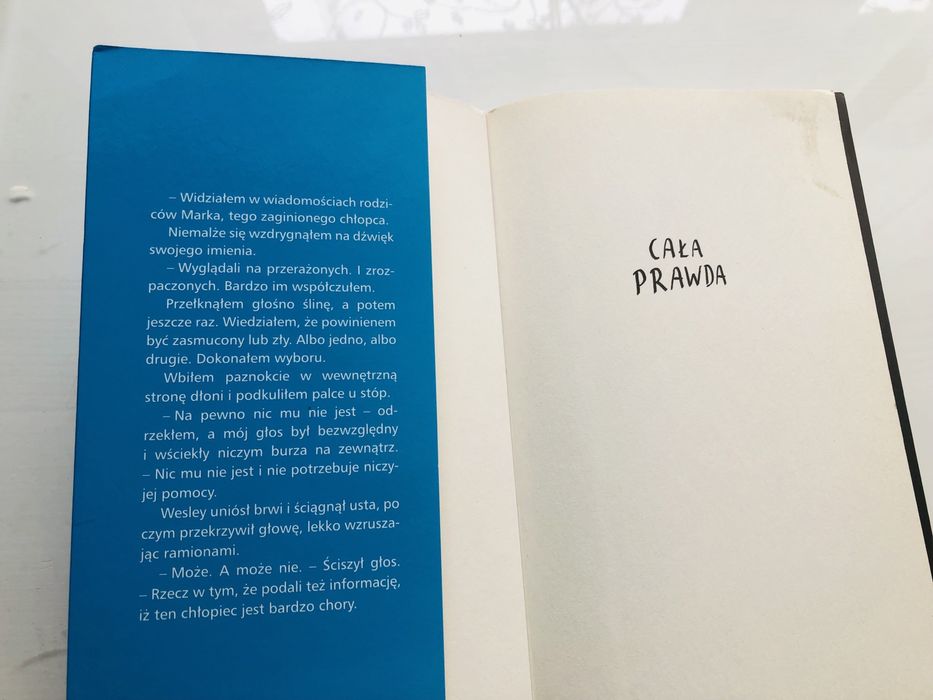 – Widziałem w wiadomościach rodzi-
ców Marka, tego zaginionego chłopca.
Niemalże się wzdrygnąłem na dźwięk
swojego imienia.
– Wyglądali na przerażonych. I zroz-
paczonych. Bardzo im współczułem.
Przełknąłem głośno ślinę, a potem
jeszcze raz. Wiedziałem, że powinienem
być zasmucony lub zły. Albo jedno, albo
drugie. Dokonałem wyboru.
Wbiłem paznokcie w wewnętrzną
stronę dłoni i podkuliłem palce u stóp.
– Na pewno nic mu nie jest – od-
rzekłem, a mój głos był bezwzględny
i wściekły niczym burza na zewnątrz.
– Nic mu nie jest i nie potrzebuje niczy-
jej pomocy.
Wesley uniósł brwi i ściągnął usta, po
czym przekrzywił głowę, lekko wzrusza-
jąc ramionami.
– Może. A może nie. – Ściszył głos.
– Rzecz w tym, że podali też informację,
iż ten chłopiec jest bardzo chory.
CAŁA
PRAWDA